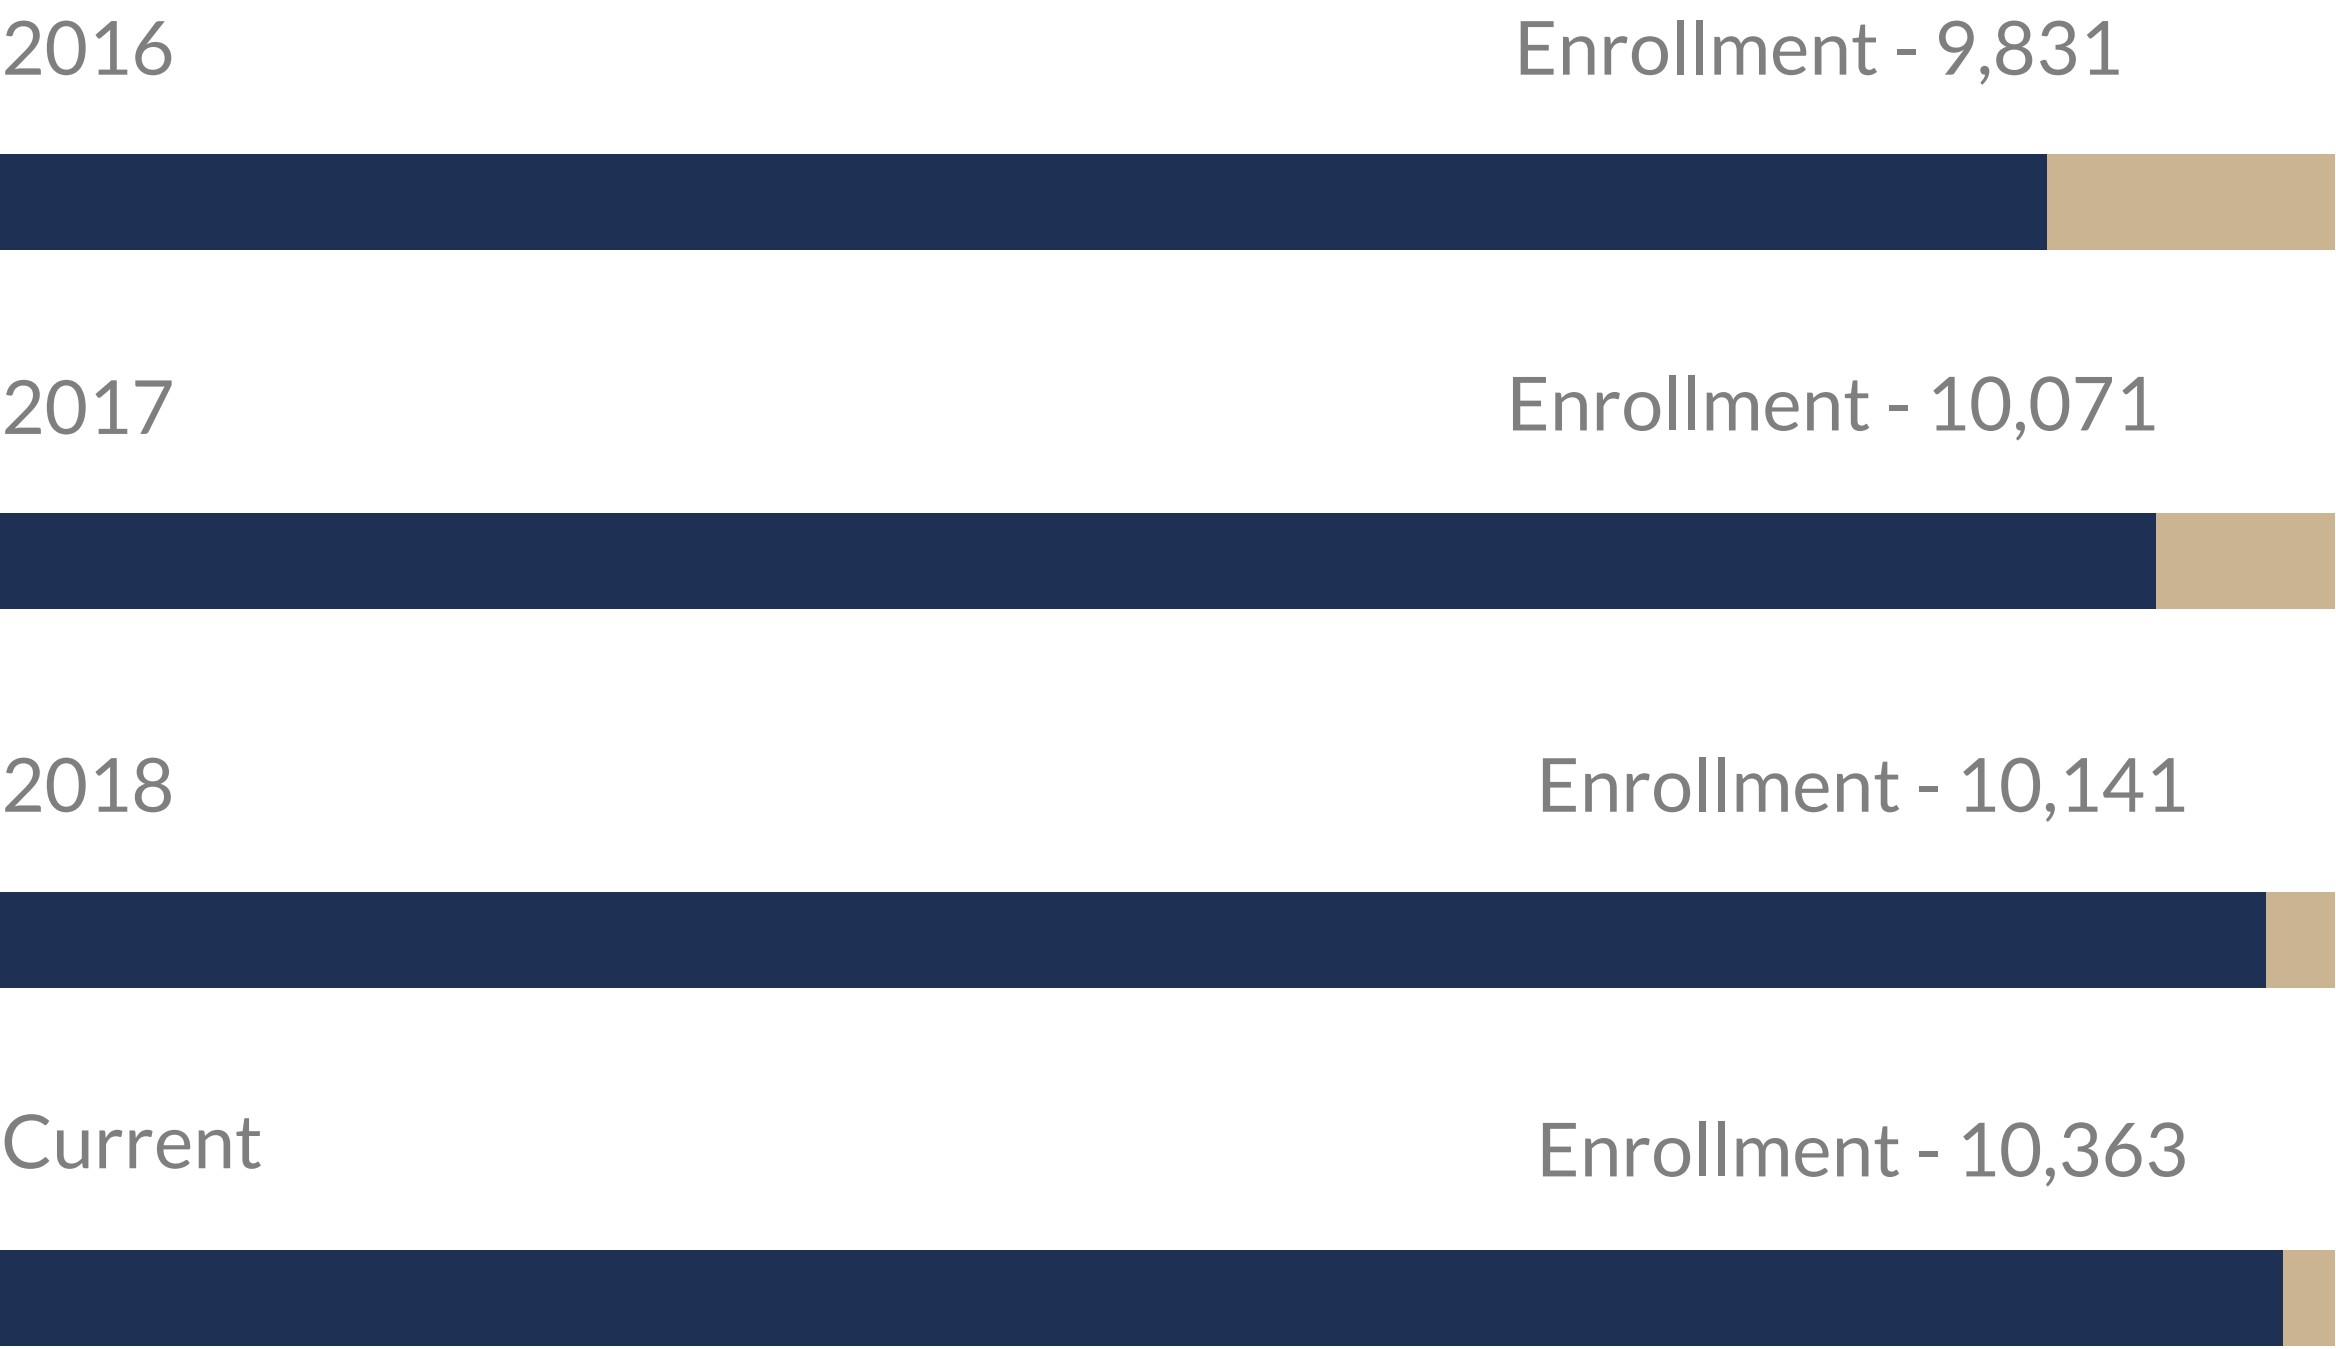 2016 Enrollment - 9,831
2017 Enrollment - 10,071
2018 Enrollment - 10,141
Current Enrollment - 10,363